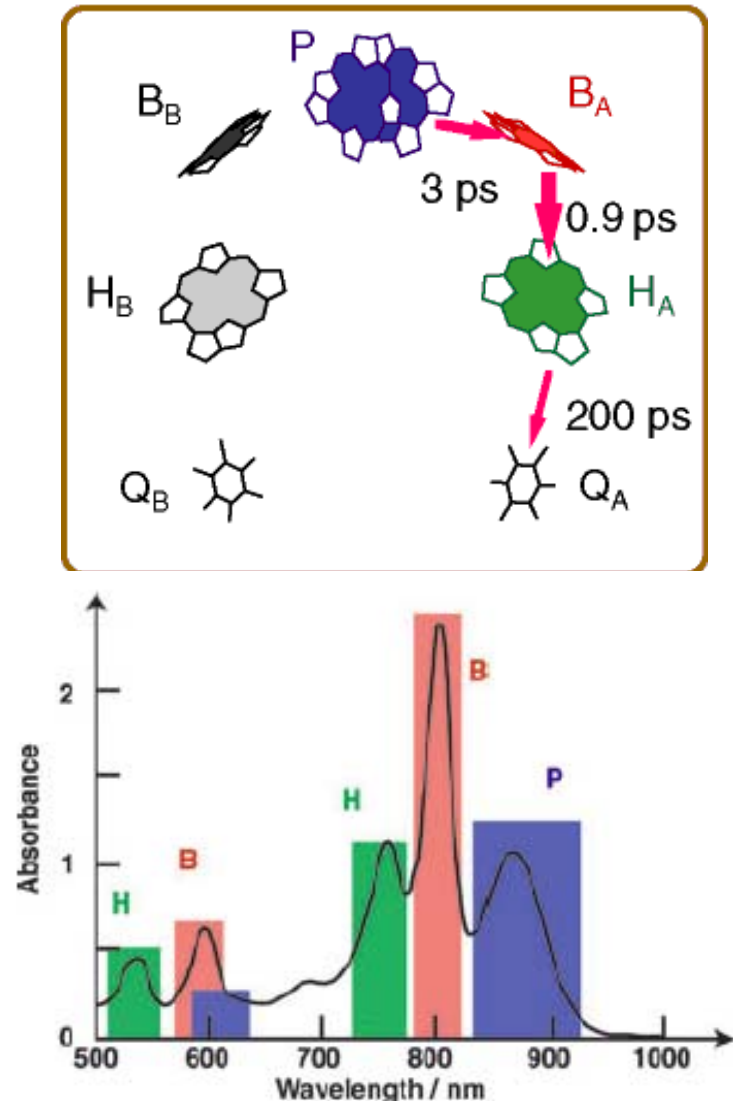 P
B_B
B_A
3 ps
0.9 ps
H_B
H_A
200 ps
Q_B
Q_A
2
B
P
H
Absorbance
1
B
H
0
500 600 700 800 900 1000
Wavelength / nm